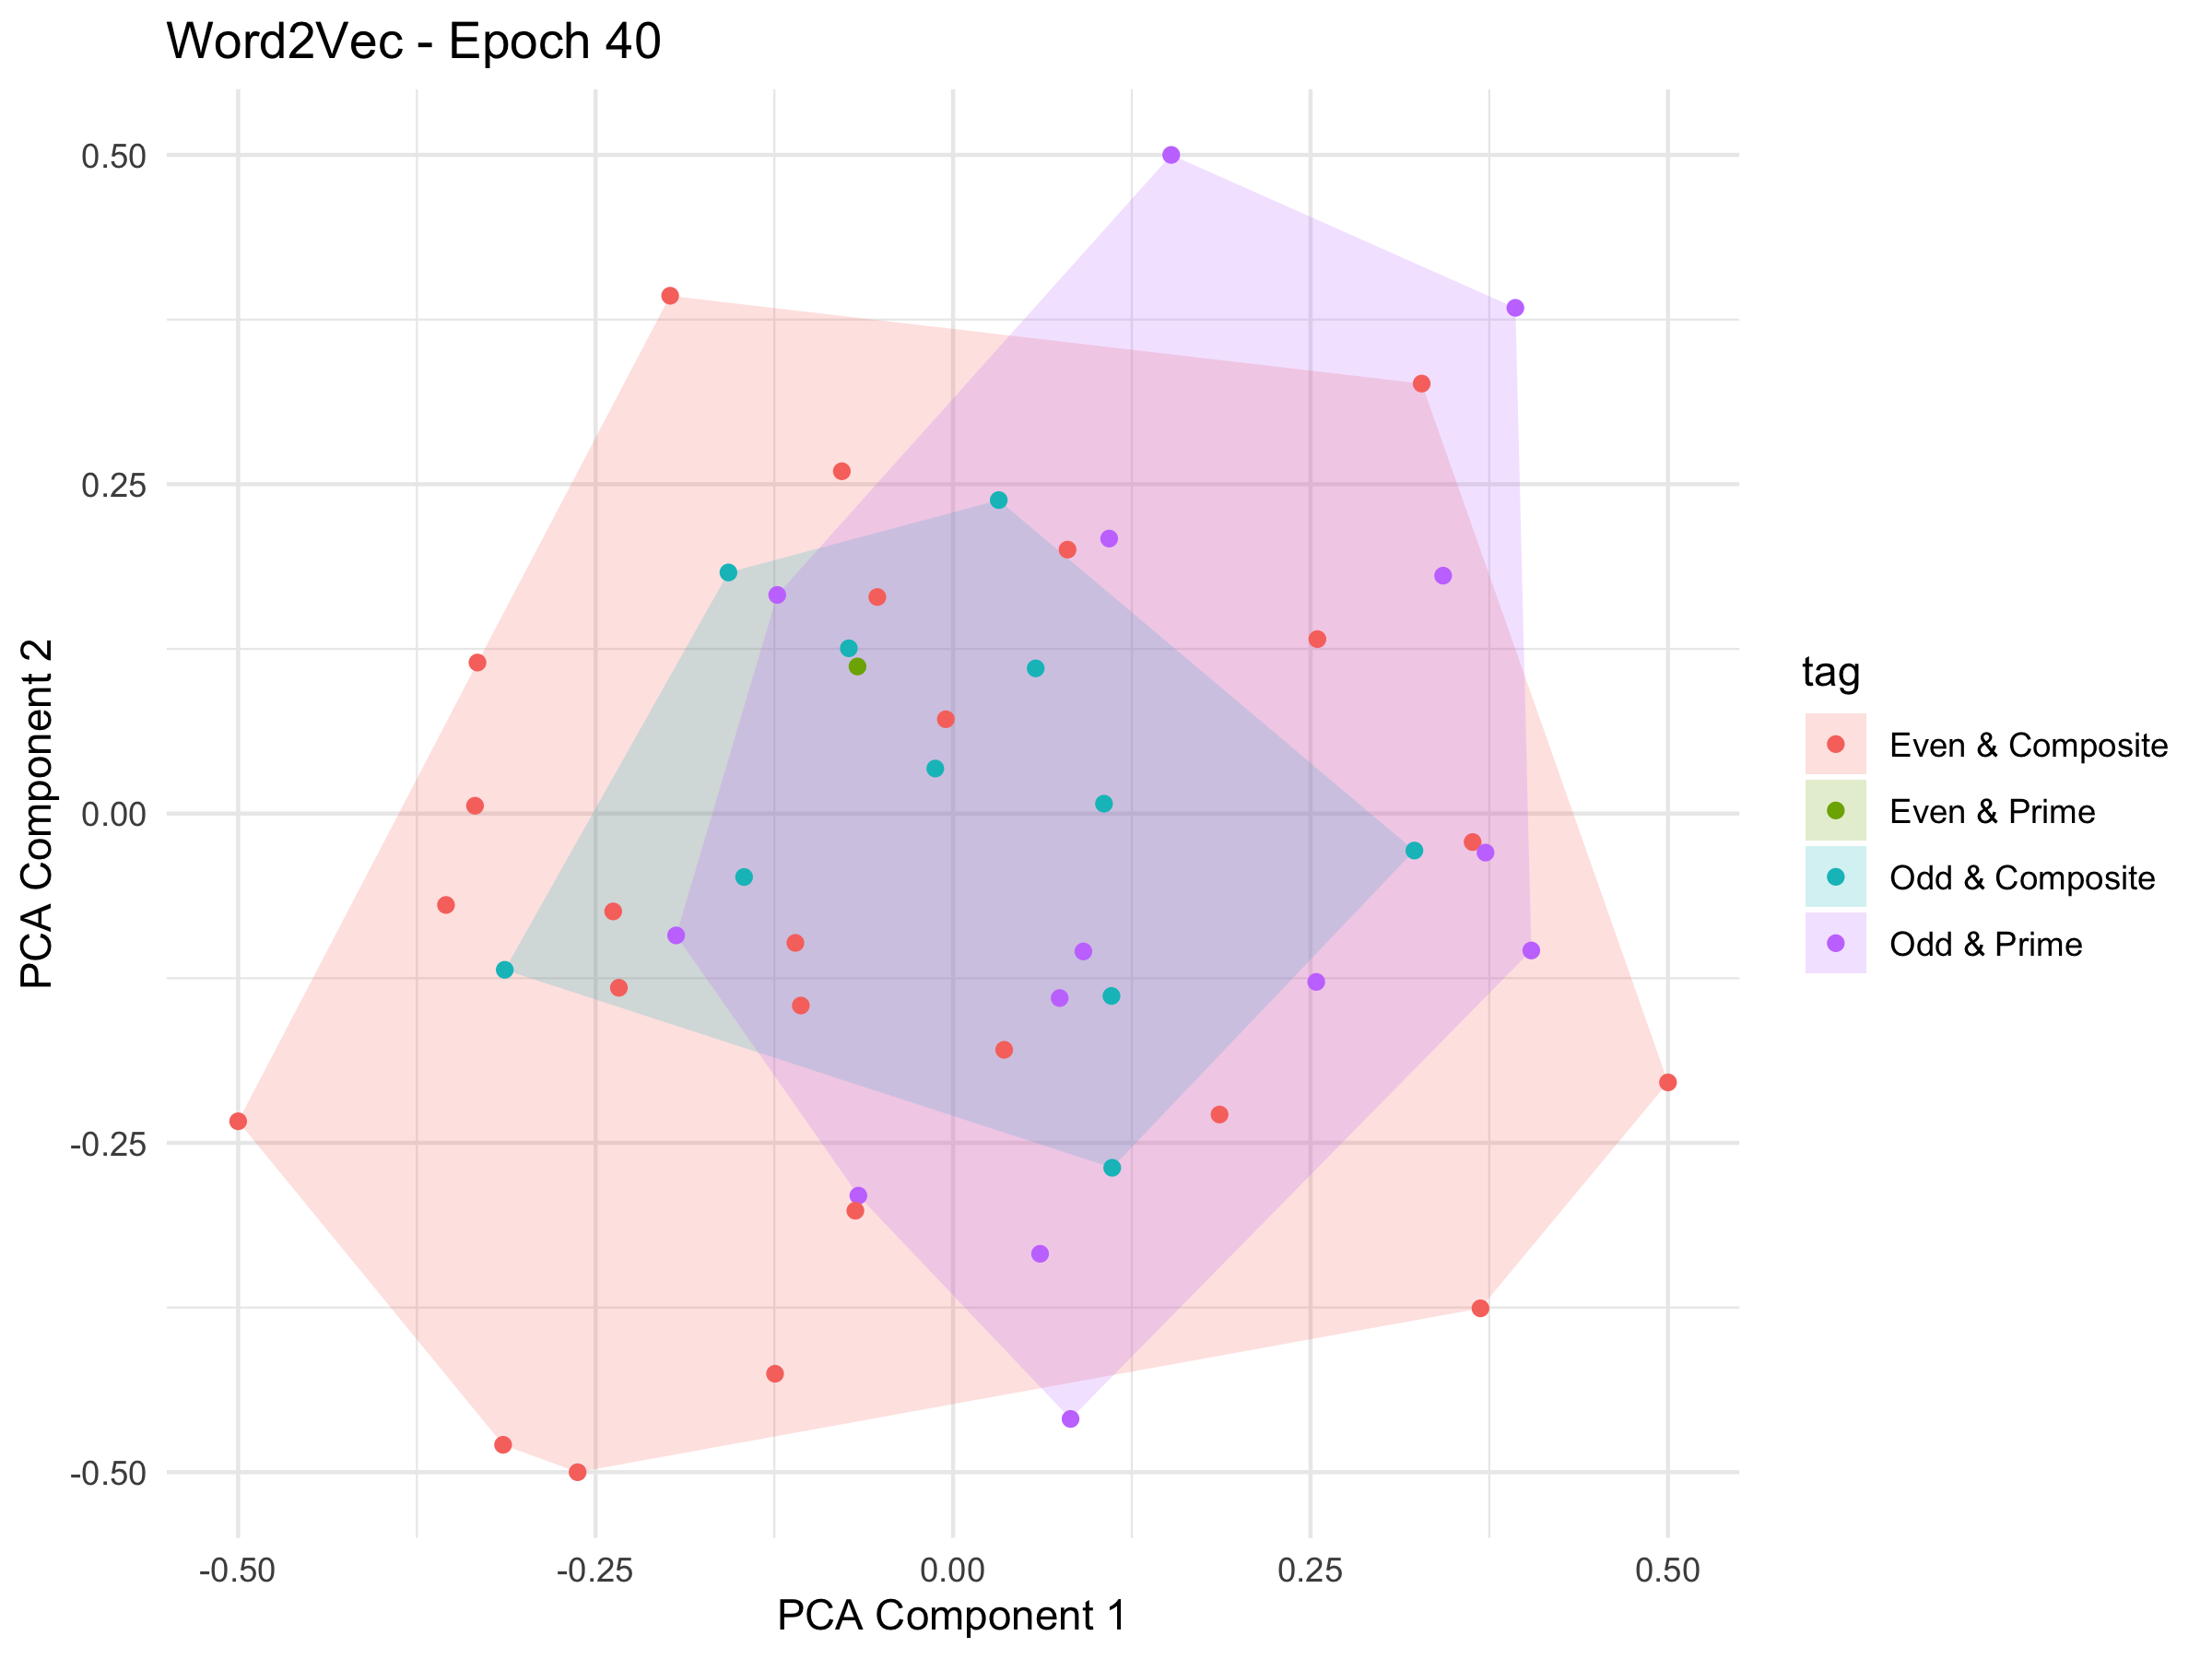 Word2Vec - Epoch 40
PCA Component 2
0.50
0.25
0.00
-0.25
-0.50
-0.50
-0.25
0.00
0.25
0.50
PCA Component 1
tag
Even & Composite
Even & Prime
Odd & Composite
Odd & Prime